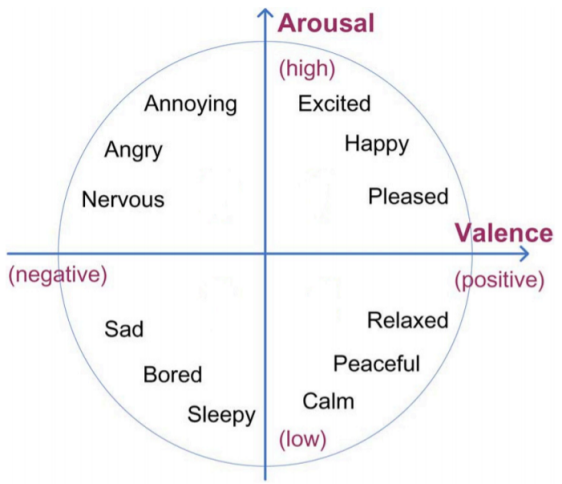 Arousal
(high)
Annoying
Excited
Happy
Angry
Pleased
Nervous
Valence
(negative)
(positive)
Relaxed
Sad
Peaceful
Bored
Calm
Sleepy
(low)